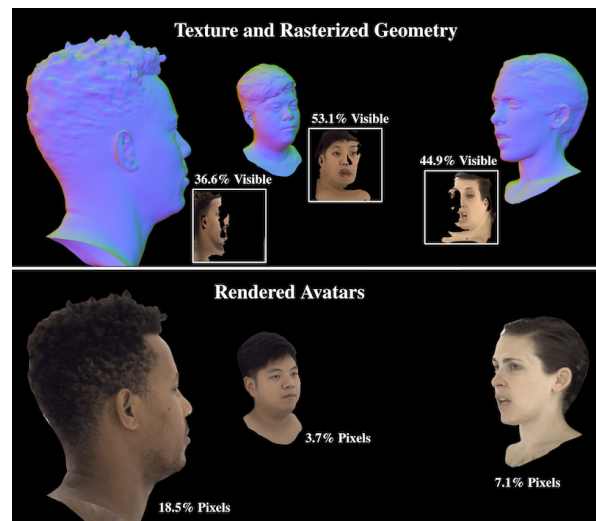 Texture and Rasterized Geometry
53.1% Visible
44.9% Visible
36.6% Visible
Rendered Avatars
3.7% Pixels
7.1% Pixels
18.5% Pixels